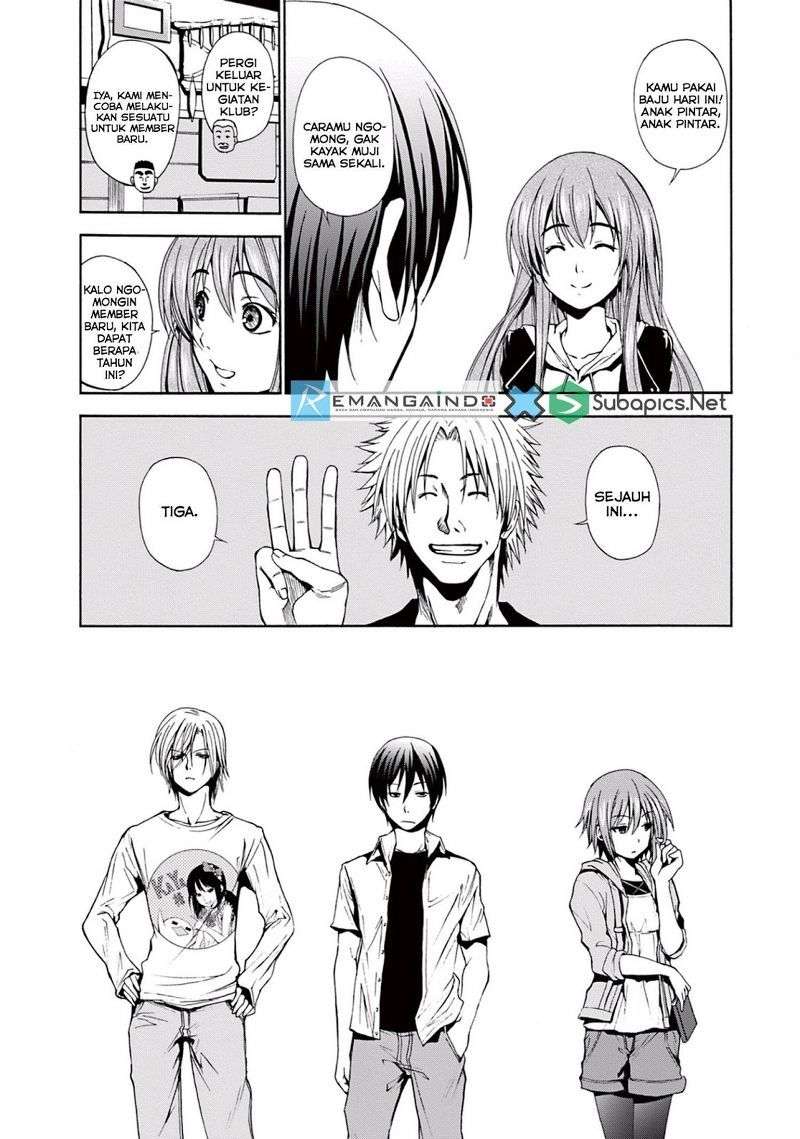 KAMU PAKAI
BAJU HARI INI!
ANAK PINTAR,
ANAK PINTAR.
CARAMU NGO-
MONG, GAK
KAYAK MUJI
SAMA SEKALI.
PERGI
KELUAR
UNTUK KE-
GIATAN
KLUB?
IYA, KAMI MEN-
COBA MELAKU-
KAN SESUATU
UNTUK MEMBER
BARU.
KALO NGO-
MONGIN
MEMBER
BARU, KITA
DAPAT
BERAPA
TAHUN
INI?
REMANGAINDO
Subapics.Net
SEJAUH
INI...
TIGA.